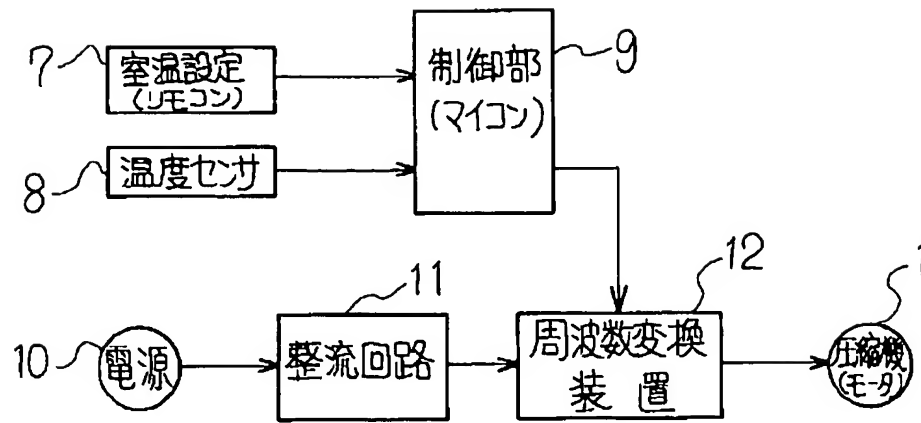 7
室温設定
(リモコン)
8
温度センサ
制御部
(マイコン)
9
10
電源
11
整流回路
12
周波数変換
装置
圧縮機
(モータ)